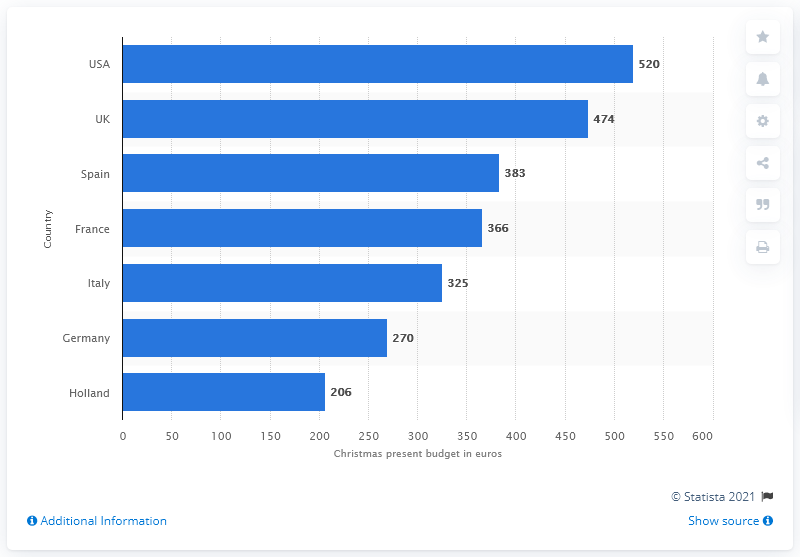 USA 520
UK 474
Spain 383
France 366
Italy 325
Germany 270
Holland 206
Country
0 50 100 150 200 250 300 350 400 450 500 550 600
Christmas present budget in euros
© Statista 2021
Additional Information
Show source